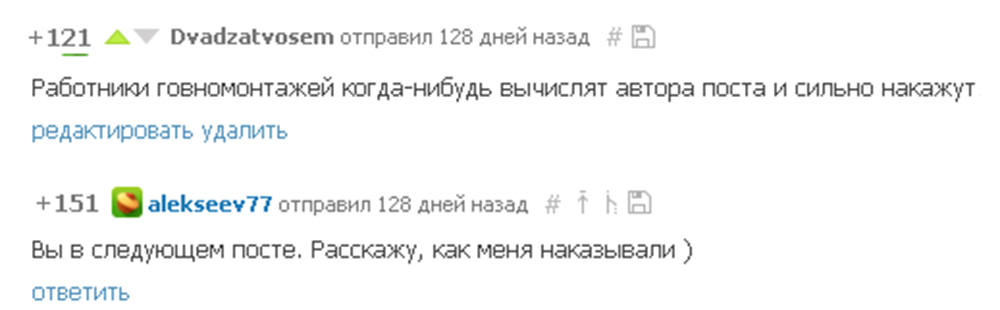 +121 Dvadzatvosem отправил 128 дней назад #
Работники говномонтажей когда-нибудь вычислят автора поста и сильно накажут
редактировать удалить
+151 alekseev77 отправил 128 дней назад #
Вы в следующем посте. Расскажу, как меня наказывали )
ответить